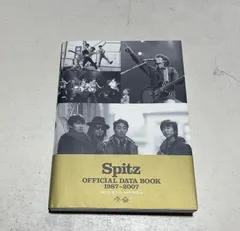 Spitz
OFFICIAL DATA BOOK
1987-2007